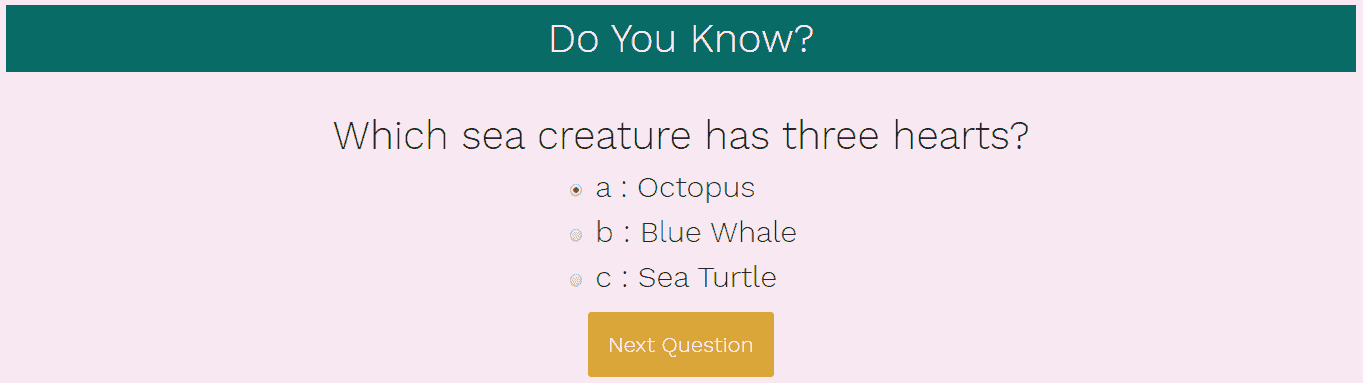 Do You Know?
Which sea creature has three hearts?
a : Octopus
b : Blue Whale
c : Sea Turtle
Next Question